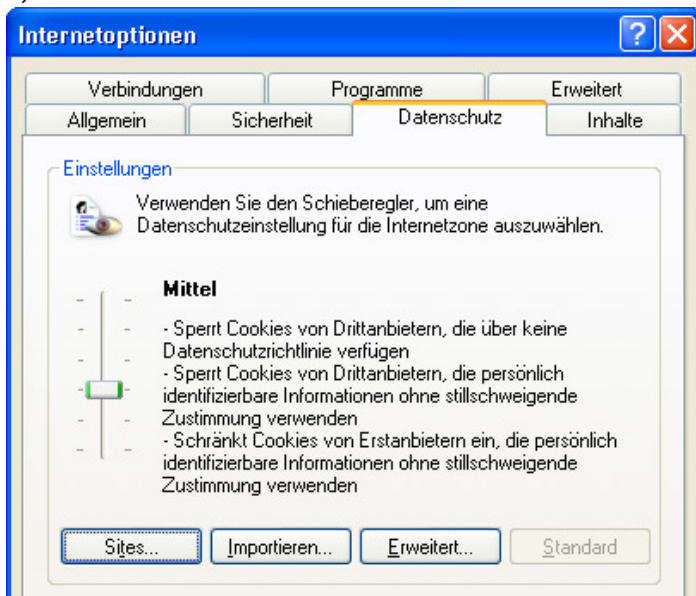 Internetoptionen
Verbindungen Programme Erweitert
Allgemein Sicherheit Datenschutz Inhalte
Einstellungen
Verwenden Sie den Schieberegler, um eine
Datenschutzeinstellung für die Internetzone auszuwählen.
Mittel
- Sperrt Cookies von Drittanbietern, die über keine
Datenschutzrichtlinie verfügen
- Sperrt Cookies von Drittanbietern, die persönlich
identifizierbare Informationen ohne stillschweigende
Zustimmung verwenden
- Schränkt Cookies von Erstanbietern ein, die persönlich
identifizierbare Informationen ohne stillschweigende
Zustimmung verwenden
Sites... Importieren... Erweitert... Standard